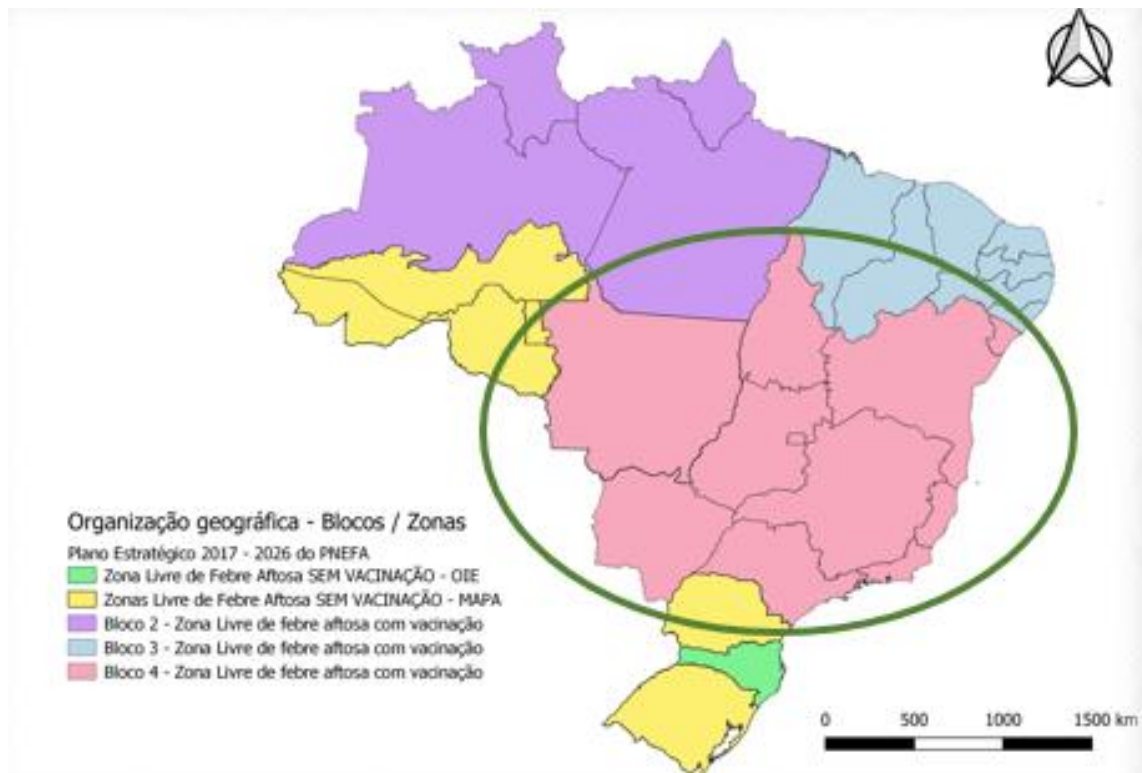 Organização geográfica - Blocos / Zonas
Plano Estratégico 2017 - 2026 do PNEFA
Zona Livre de Febre Aftosa SEM VACINAÇÃO - OIE
Zonas Livre de Febre Aftosa SEM VACINAÇÃO - MAPA
Bloco 2 - Zona Livre de febre aftosa com vacinação
Bloco 3 - Zona Livre de febre aftosa com vacinação
Bloco 4 - Zona Livre de febre aftosa com vacinação
0 500 1000 1500 km